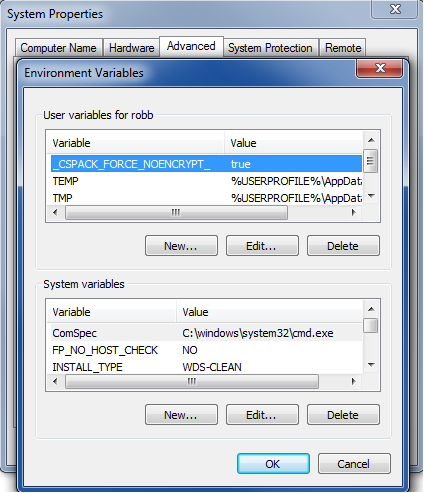 System Properties
Computer Name Hardware Advanced System Protection Remote
Environment Variables
User variables for robb
Variable Value
_CSPACK_FORCE_NOENCRYPT_ true
TEMP %USERPROFILE%\AppData
TMP %USERPROFILE%\AppData
New... Edit... Delete
System variables
Variable Value
ComSpec C:\windows\system32\cmd.exe
FP_NO_HOST_CHECK NO
INSTALL_TYPE WDS-CLEAN
New... Edit... Delete
OK Cancel